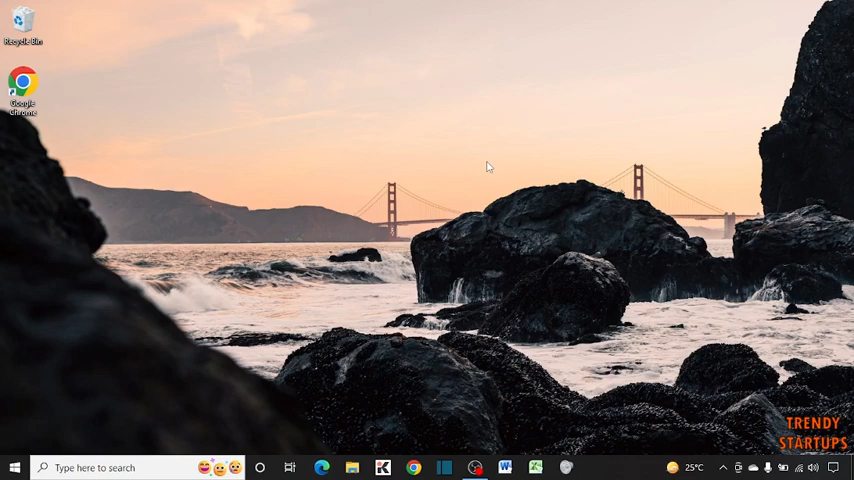 Recycle Bin
Google
Chrome
TRENDY
STARTUPS
Type here to search
25°C